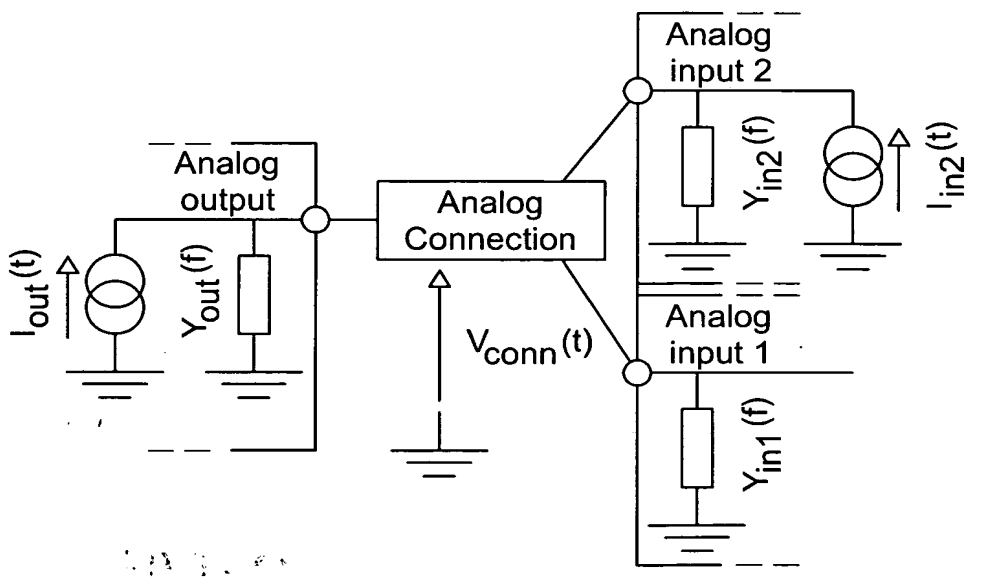 Analog
input 2
Y_in2(f)
I_in2(t)
Analog
output
I_out(t)
Y_out(f)
Analog
Connection
V_conn(t)
Analog
input 1
Y_in1(f)